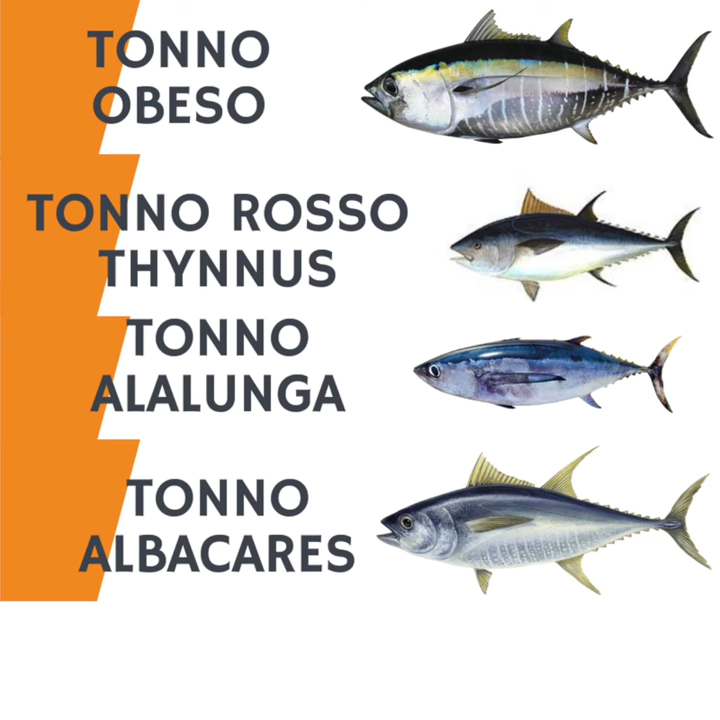 TONNO
OBESO
TONNO ROSSO
THYNNUS
TONNO
ALALUNGA
TONNO
ALBACARES